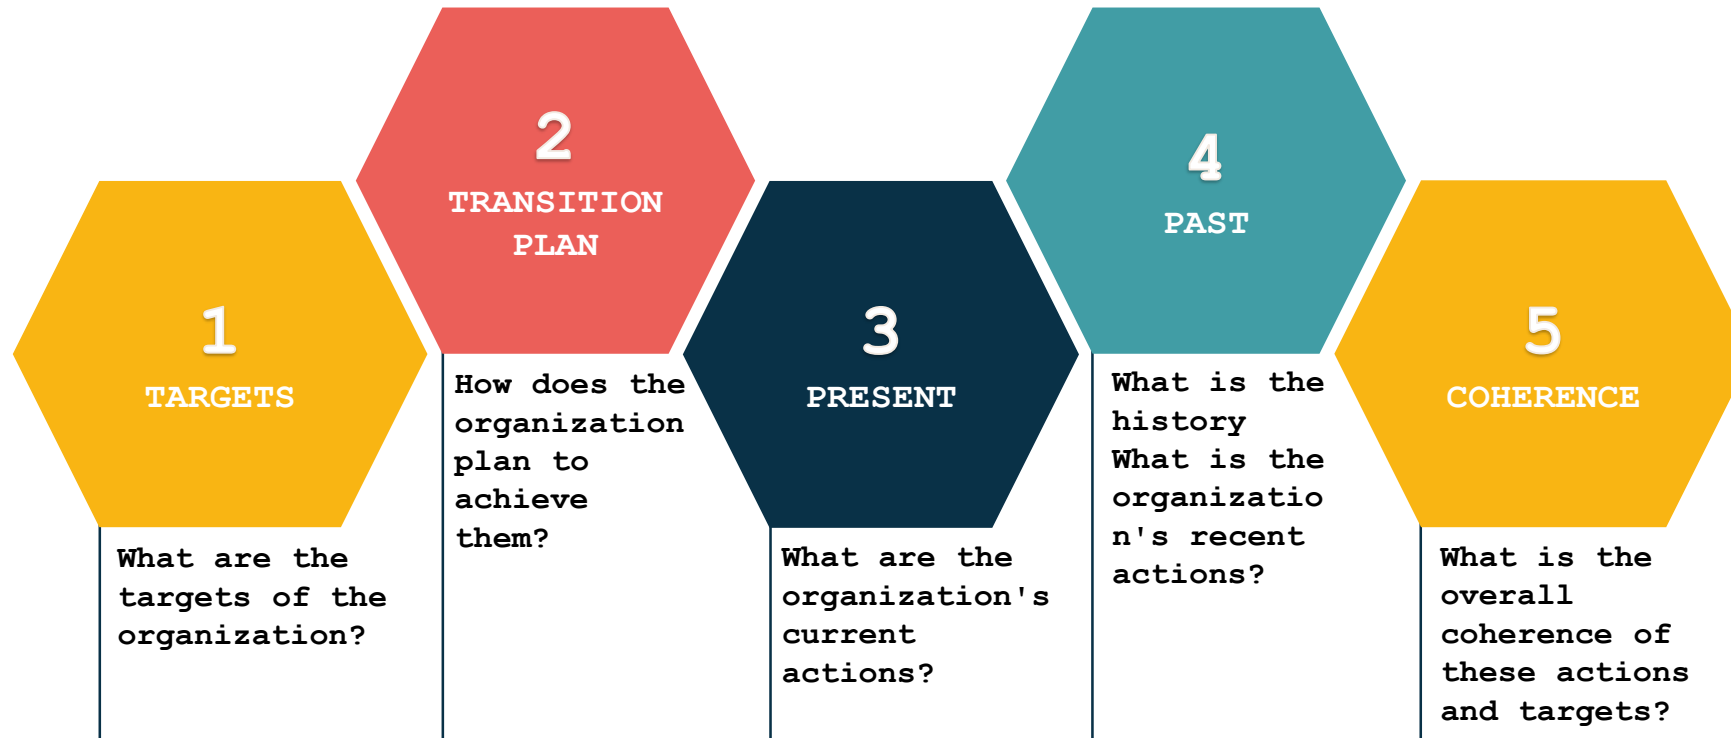 1
TARGETS
What are the
targets of the
organization?
2
TRANSITION
PLAN
How does the
organization
plan to
achieve
them?
3
PRESENT
What are the
organization's
current
actions?
4
PAST
What is the
history
What is the
organizatio
n's recent
actions?
5
COHERENCE
What is the
overall
coherence of
these actions
and targets?